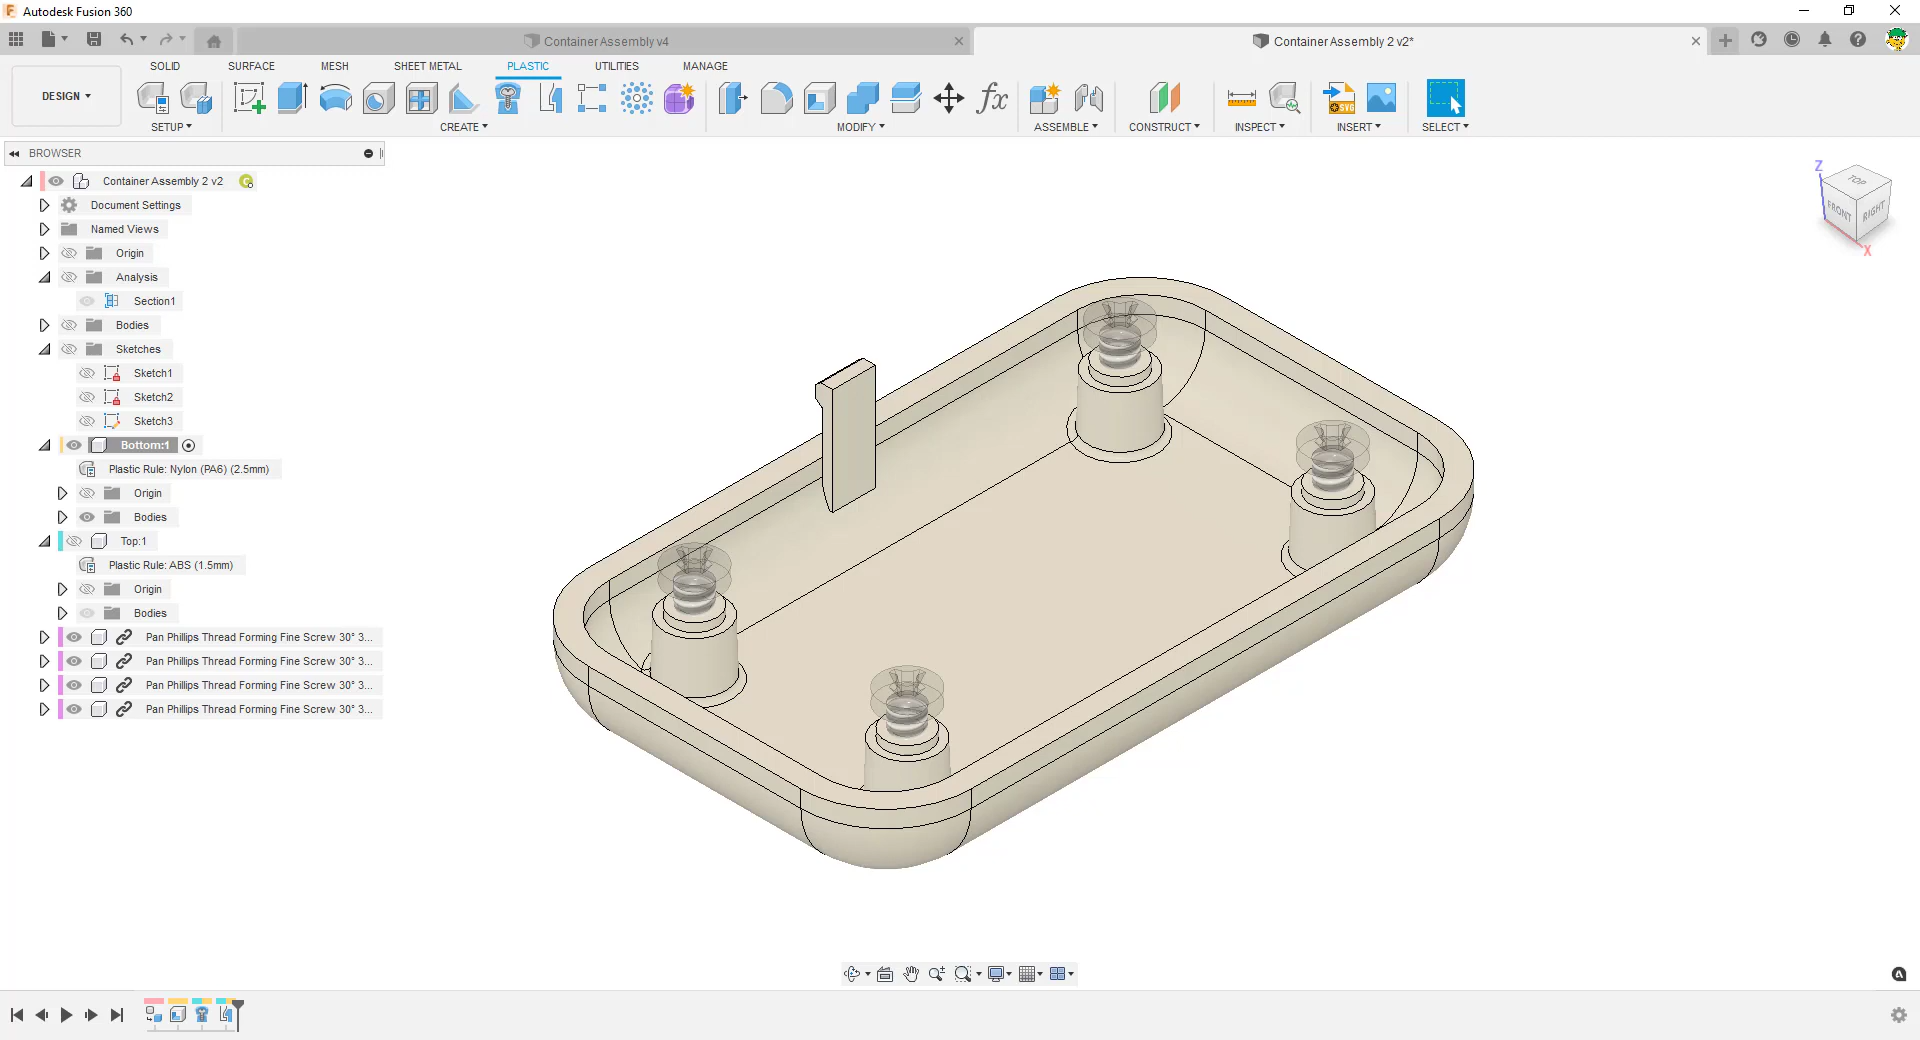 Autodesk Fusion 360
Container Assembly v4
Container Assembly 2 v2*
SOLID SURFACE MESH SHEET METAL PLASTIC UTILITIES MANAGE
DESIGN
SETUP CREATE MODIFY ASSEMBLE CONSTRUCT INSPECT INSERT SELECT
SVG
fx
BROWSER
Container Assembly 2 v2
Document Settings
Named Views
Origin
Analysis
Section1
Bodies
Sketches
Sketch1
Sketch2
Sketch3
Bottom:1
Plastic Rule: Nylon (PA6) (2.5mm)
Origin
Bodies
Top:1
Plastic Rule: ABS (1.5mm)
Origin
Bodies
Pan Phillips Thread Forming Fine Screw 30° 3...
Pan Phillips Thread Forming Fine Screw 30° 3...
Pan Phillips Thread Forming Fine Screw 30° 3...
Pan Phillips Thread Forming Fine Screw 30° 3...
Z
TOP
FRONT
RIGHT
X